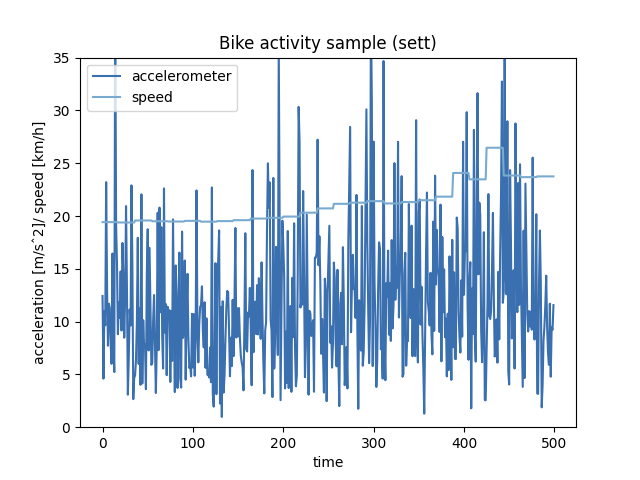 Bike activity sample (sett)
accelerometer
speed
acceleration [m/s^2]/ speed [km/h]
35
30
25
20
15
10
5
0
0 100 200 300 400 500
time